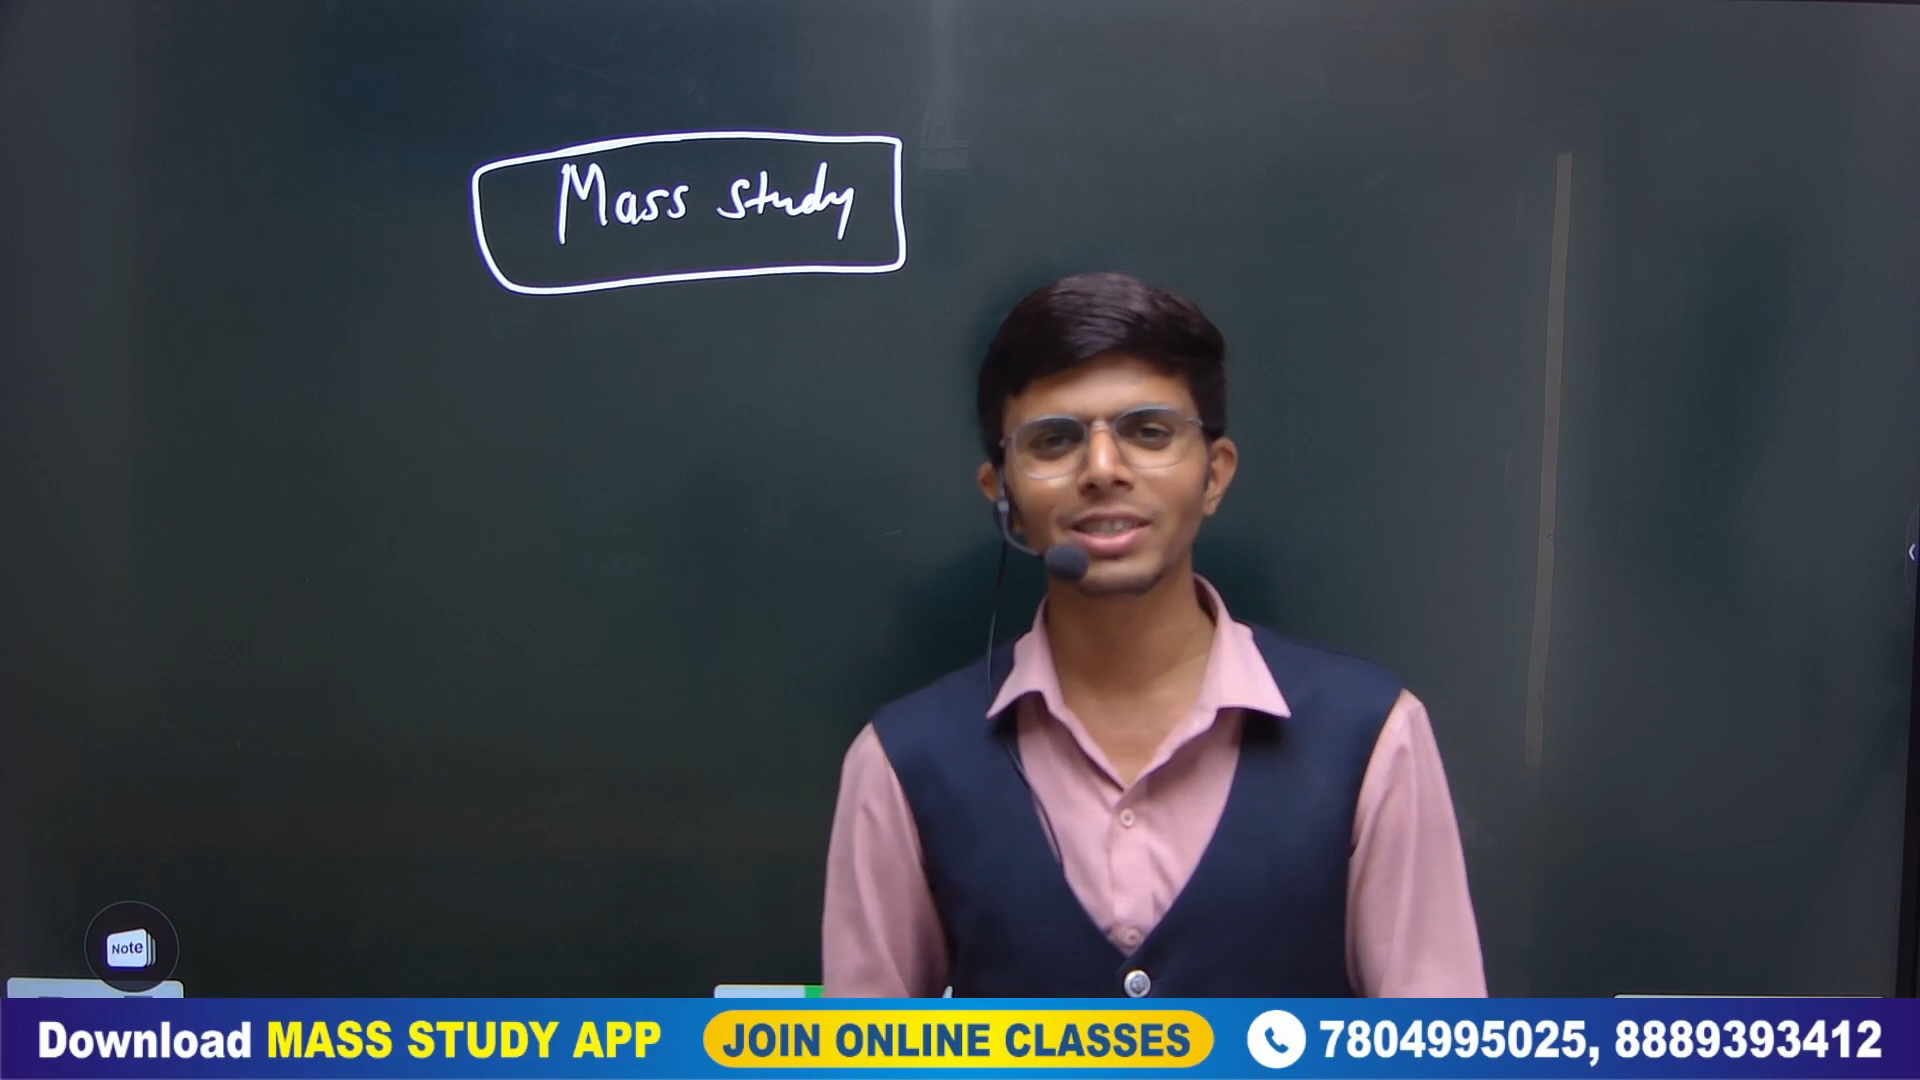 Mass Study
Note
Download MASS STUDY APP JOIN ONLINE CLASSES 7804995025, 8889393412